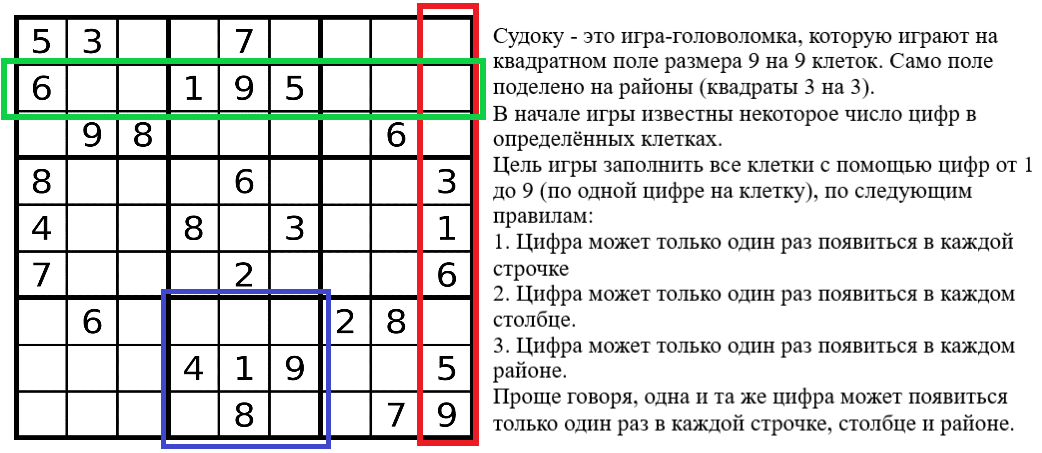 5 3 7
6 1 9 5
9 8 6
8 6 3
4 8 3 1
7 2 6
6 2 8
4 1 9 5
8 7 9
Судоку - это игра-головоломка, которую играют на
квадратном поле размера 9 на 9 клеток. Само поле
поделено на районы (квадраты 3 на 3).
В начале игры известны некоторое число цифр в
определённых клетках.
Цель игры заполнить все клетки с помощью цифр от 1
до 9 (по одной цифре на клетку), по следующим
правилам:
1. Цифра может только один раз появиться в каждой
строчке
2. Цифра может только один раз появиться в каждом
столбце.
3. Цифра может только один раз появиться в каждом
районе.
Проще говоря, одна и та же цифра может появиться
только один раз в каждой строчке, столбце и районе.